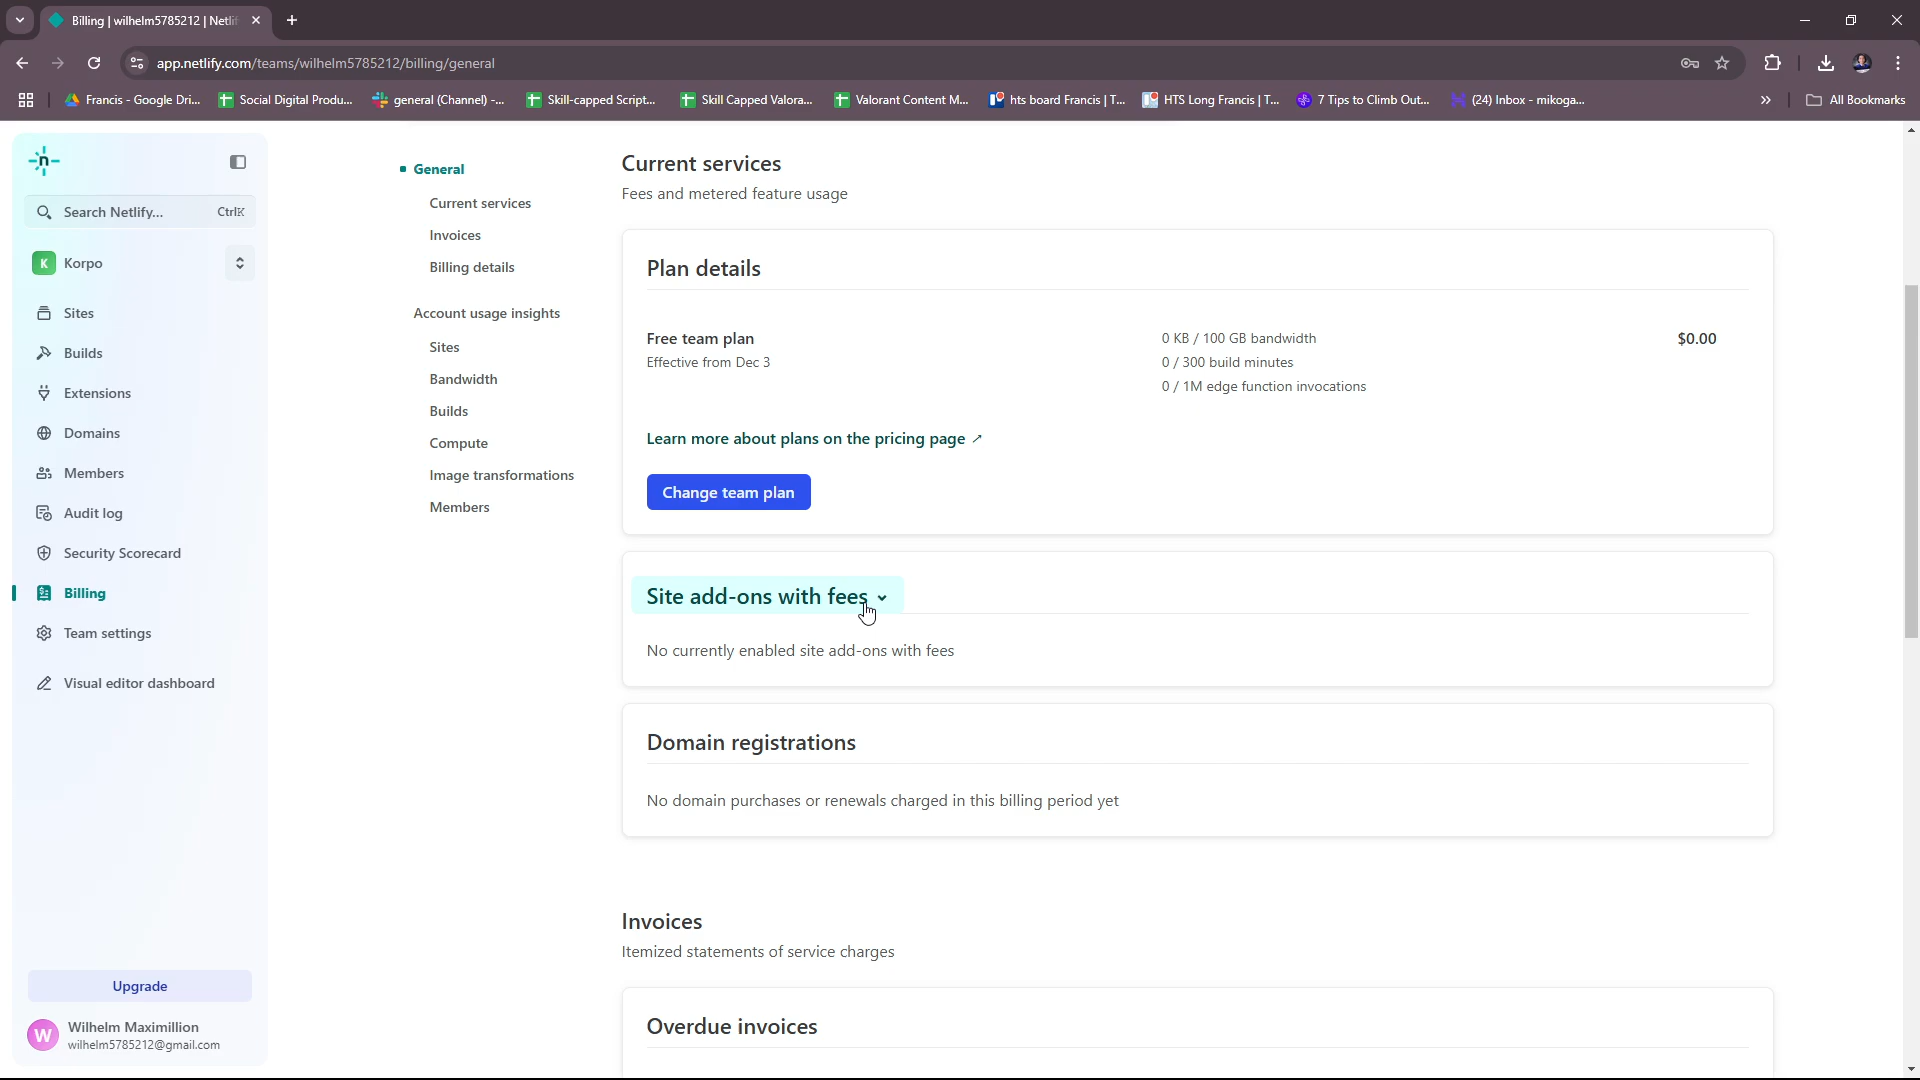 Billing | wilhelm5785212 | Netlif
app.netlify.com/teams/wilhelm5785212/billing/general
Francis - Google Dri...
Social Digital Produ...
general (Channel) -...
Skill-capped Script...
Skill Capped Valora...
Valorant Content M...
hts board Francis | T...
HTS Long Francis | T...
7 Tips to Climb Out...
(24) Inbox - mikoga...
»
All Bookmarks
n
Search Netlify...
Ctrl K
K
Korpo
Sites
Builds
Extensions
Domains
Members
Audit log
Security Scorecard
Billing
Team settings
Visual editor dashboard
Upgrade
W
Wilhelm Maximillion
wilhelm5785212@gmail.com
General
Current services
Invoices
Billing details
Account usage insights
Sites
Bandwidth
Builds
Compute
Image transformations
Members
Current services
Fees and metered feature usage
Plan details
Free team plan
Effective from Dec 3
0 KB / 100 GB bandwidth
0 / 300 build minutes
0 / 1M edge function invocations
$0.00
Learn more about plans on the pricing page ↗
Change team plan
Site add-ons with fees
No currently enabled site add-ons with fees
Domain registrations
No domain purchases or renewals charged in this billing period yet
Invoices
Itemized statements of service charges
Overdue invoices